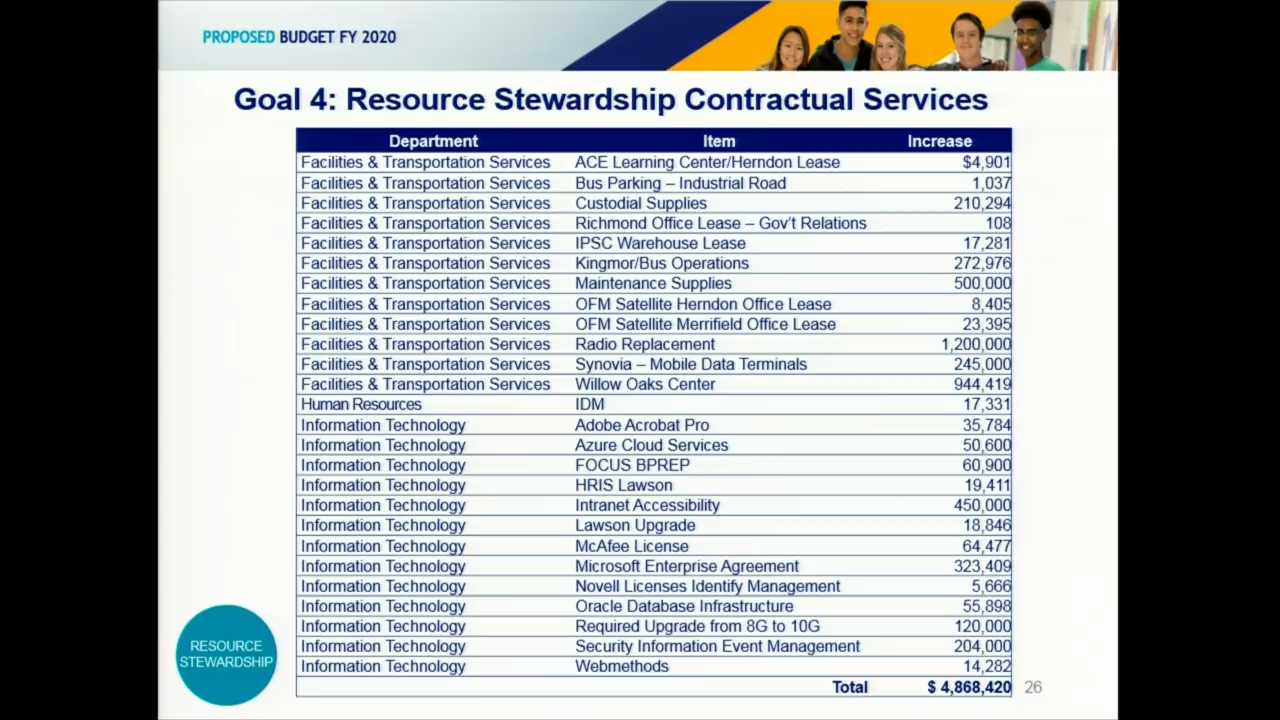 PROPOSED BUDGET FY 2020
Goal 4: Resource Stewardship Contractual Services
Department Item Increase
Facilities & Transportation Services ACE Learning Center/Herndon Lease $4,901
Facilities & Transportation Services Bus Parking – Industrial Road 1,037
Facilities & Transportation Services Custodial Supplies 210,294
Facilities & Transportation Services Richmond Office Lease – Gov't Relations 108
Facilities & Transportation Services IPSC Warehouse Lease 17,281
Facilities & Transportation Services Kingmor/Bus Operations 272,976
Facilities & Transportation Services Maintenance Supplies 500,000
Facilities & Transportation Services OFM Satellite Herndon Office Lease 8,405
Facilities & Transportation Services OFM Satellite Merrifield Office Lease 23,395
Facilities & Transportation Services Radio Replacement 1,200,000
Facilities & Transportation Services Synovia – Mobile Data Terminals 245,000
Facilities & Transportation Services Willow Oaks Center 944,419
Human Resources IDM 17,331
Information Technology Adobe Acrobat Pro 35,784
Information Technology Azure Cloud Services 50,600
Information Technology FOCUS BPREP 60,900
Information Technology HRIS Lawson 19,411
Information Technology Intranet Accessibility 450,000
Information Technology Lawson Upgrade 18,846
Information Technology McAfee License 64,477
Information Technology Microsoft Enterprise Agreement 323,409
Information Technology Novell Licenses Identify Management 5,666
Information Technology Oracle Database Infrastructure 55,898
Information Technology Required Upgrade from 8G to 10G 120,000
Information Technology Security Information Event Management 204,000
Information Technology Webmethods 14,282
Total $ 4,868,420
RESOURCE
STEWARDSHIP
26